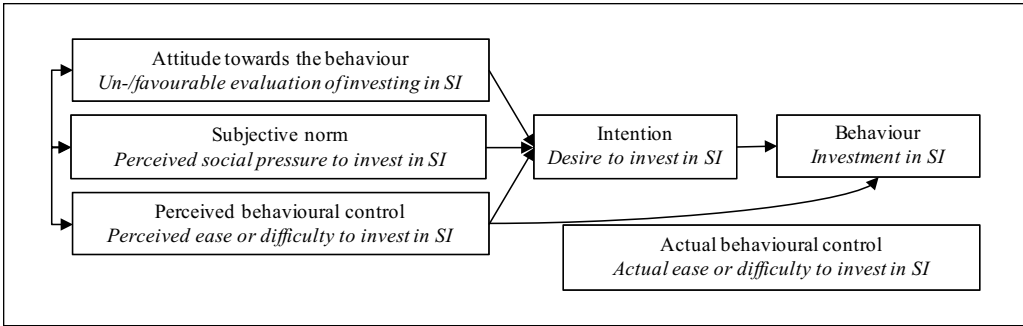 Attitude towards the behaviour
Un-/favourable evaluation of investing in SI
Subjective norm
Perceived social pressure to invest in SI
Perceived behavioural control
Perceived ease or difficulty to invest in SI
Intention
Desire to invest in SI
Behaviour
Investment in SI
Actual behavioural control
Actual ease or difficulty to invest in SI